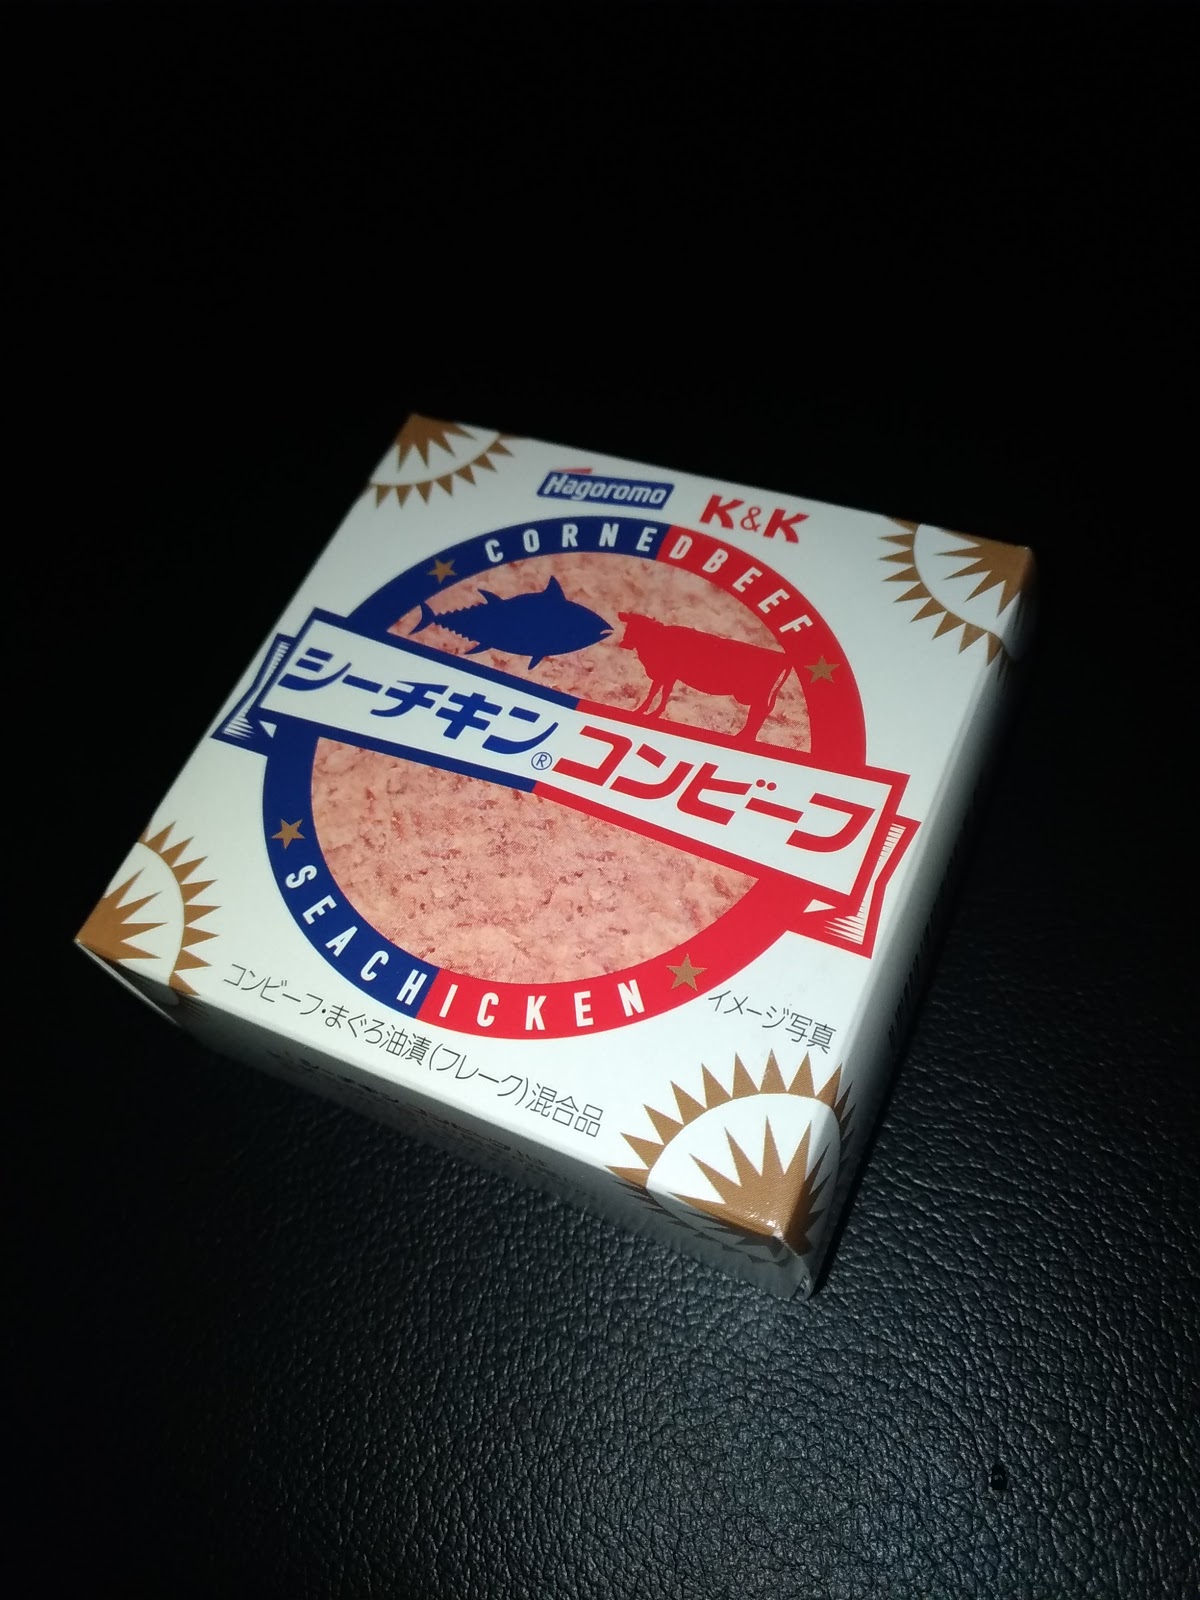 Hagoromo
K&K
CORNEDBEEF
シーチキン®コンビーフ
SEACHICKEN
イメージ写真
コンビーフ・まぐろ油漬(フレーク)混合品